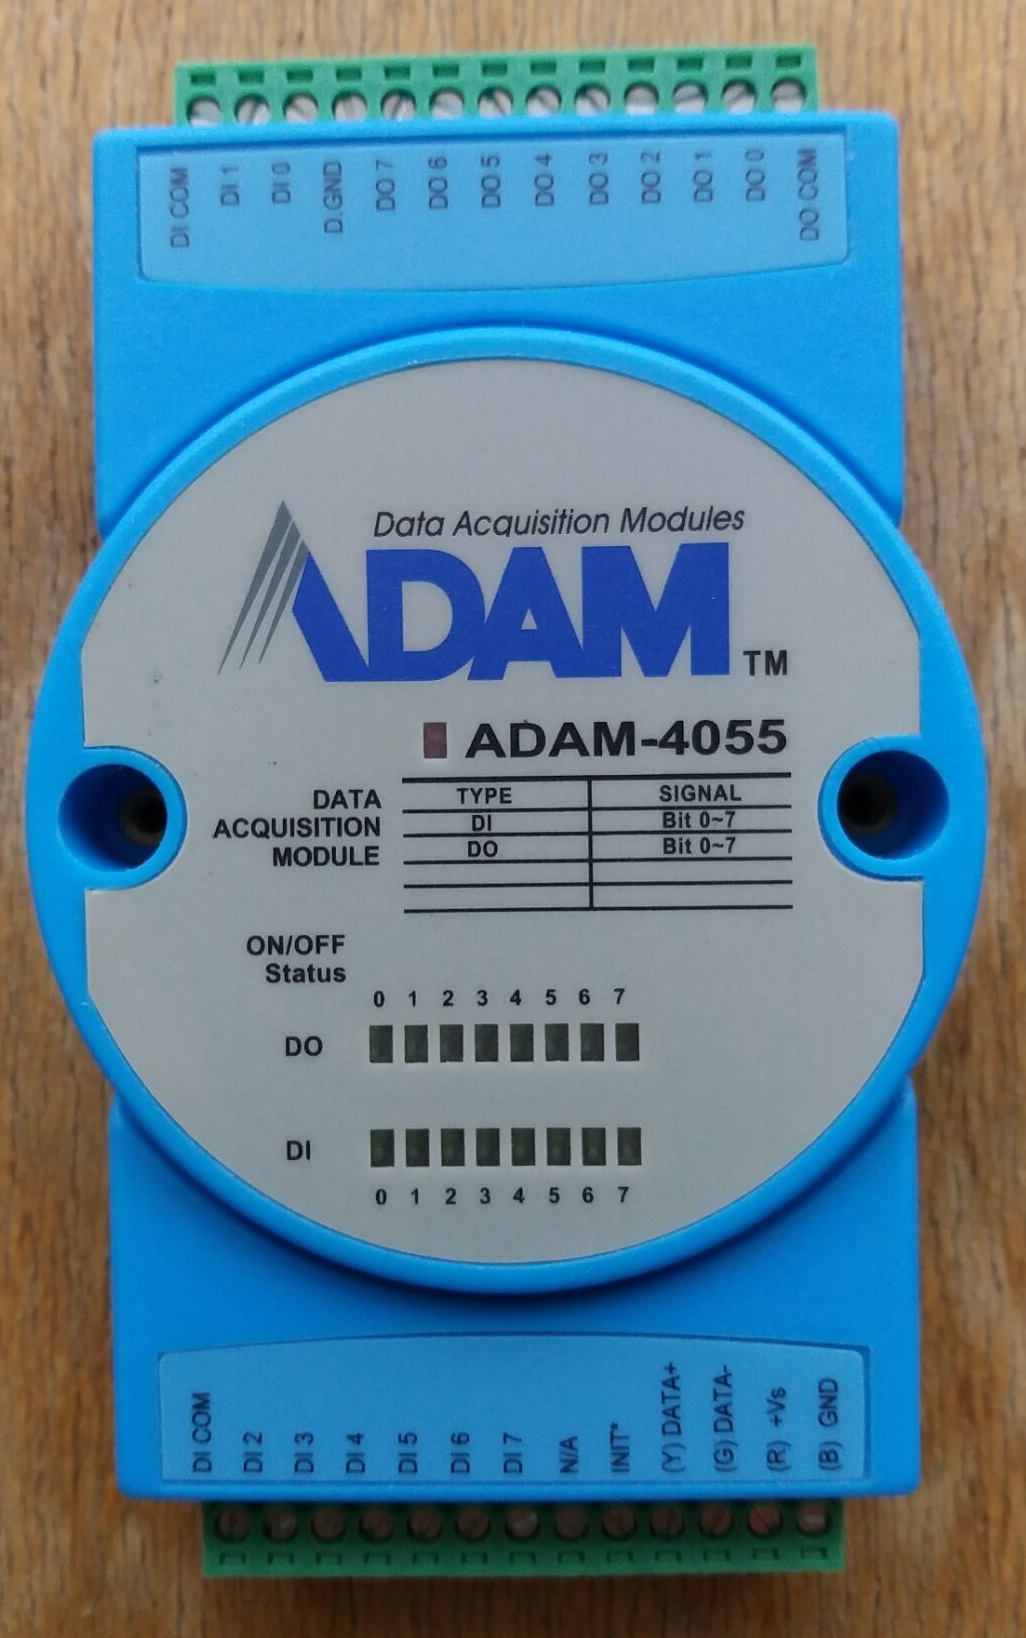 DI COM
DI 1
DI 0
D.GND
DO 7
DO 6
DO 5
DO 4
DO 3
DO 2
DO 1
DO 0
DO COM
Data Acquisition Modules
ADAM TM
ADAM-4055
DATA
ACQUISITION
MODULE
TYPE SIGNAL
DI Bit 0~7
DO Bit 0~7
ON/OFF
Status
0 1 2 3 4 5 6 7
DO
DI
0 1 2 3 4 5 6 7
DI COM
DI 2
DI 3
DI 4
DI 5
DI 6
DI 7
N/A
INIT*
(Y) DATA+
(G) DATA-
(R) +Vs
(B) GND